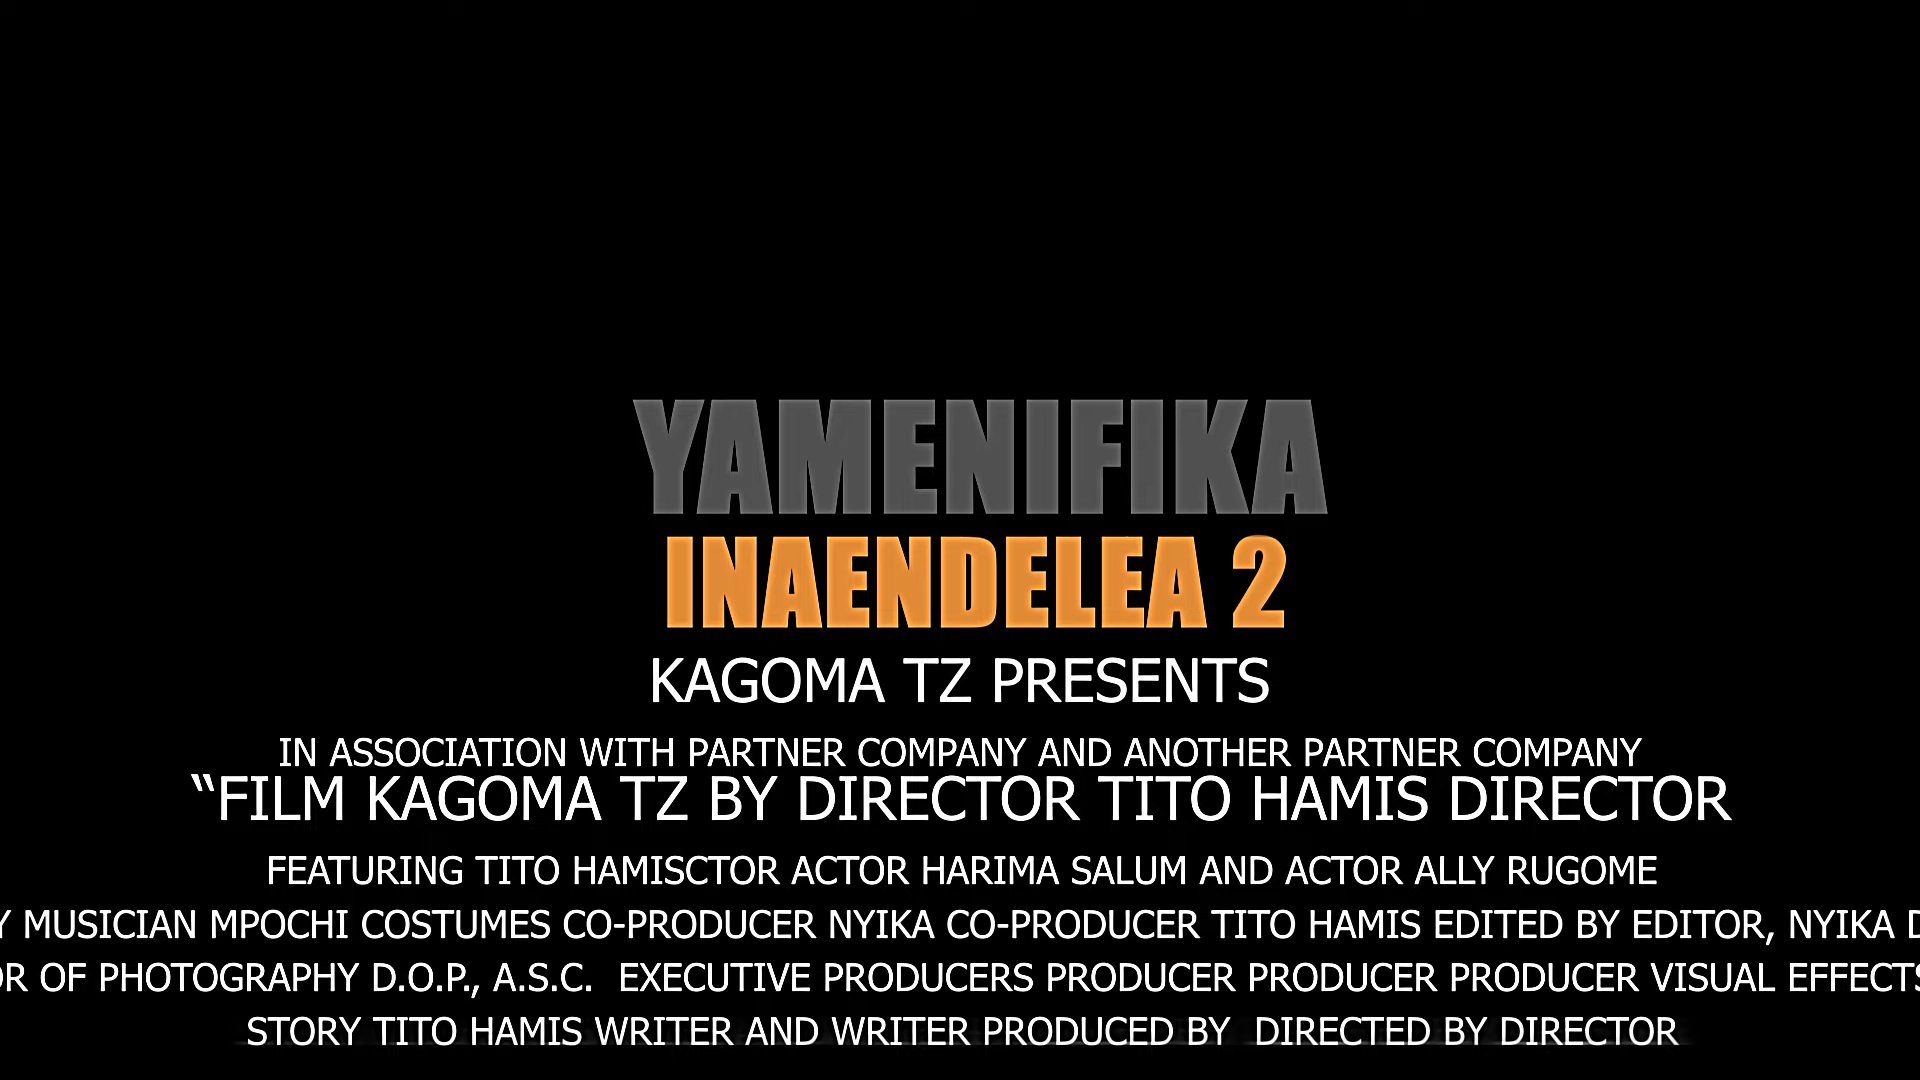 YAMENIFIKA
INAENDELEA 2
KAGOMA TZ PRESENTS
IN ASSOCIATION WITH PARTNER COMPANY AND ANOTHER PARTNER COMPANY
“FILM KAGOMA TZ BY DIRECTOR TITO HAMIS DIRECTOR
FEATURING TITO HAMISCTOR ACTOR HARIMA SALUM AND ACTOR ALLY RUGOME
Y MUSICIAN MPOCHI COSTUMES CO-PRODUCER NYIKA CO-PRODUCER TITO HAMIS EDITED BY EDITOR, NYIKA D
OR OF PHOTOGRAPHY D.O.P., A.S.C. EXECUTIVE PRODUCERS PRODUCER PRODUCER PRODUCER VISUAL EFFECTS
STORY TITO HAMIS WRITER AND WRITER PRODUCED BY DIRECTED BY DIRECTOR